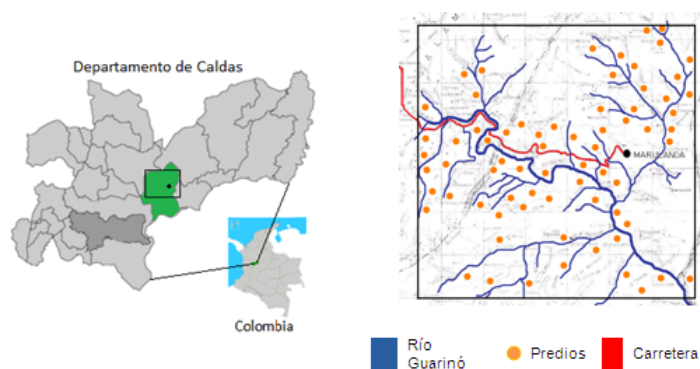 Departamento de Caldas
Colombia
MARULANDA
Río
Guarinó
Predios
Carretera